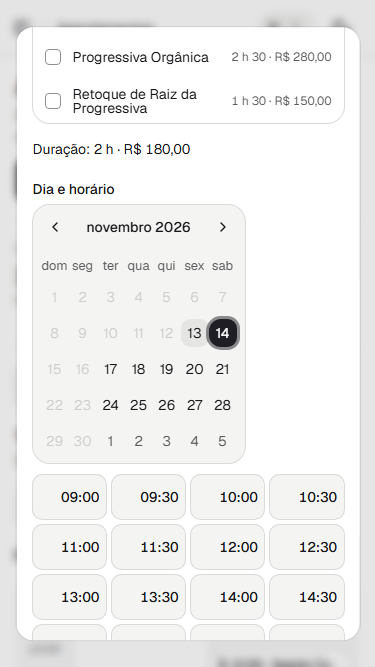 Progressiva Orgânica 2 h 30 · R$ 280,00
Retoque de Raiz da Progressiva 1 h 30 · R$ 150,00
Duração: 2 h · R$ 180,00
Dia e horário
novembro 2026
dom seg ter qua qui sex sab
1 2 3 4 5 6 7
8 9 10 11 12 13 14
15 16 17 18 19 20 21
22 23 24 25 26 27 28
29 30 1 2 3 4 5
09:00 09:30 10:00 10:30
11:00 11:30 12:00 12:30
13:00 13:30 14:00 14:30